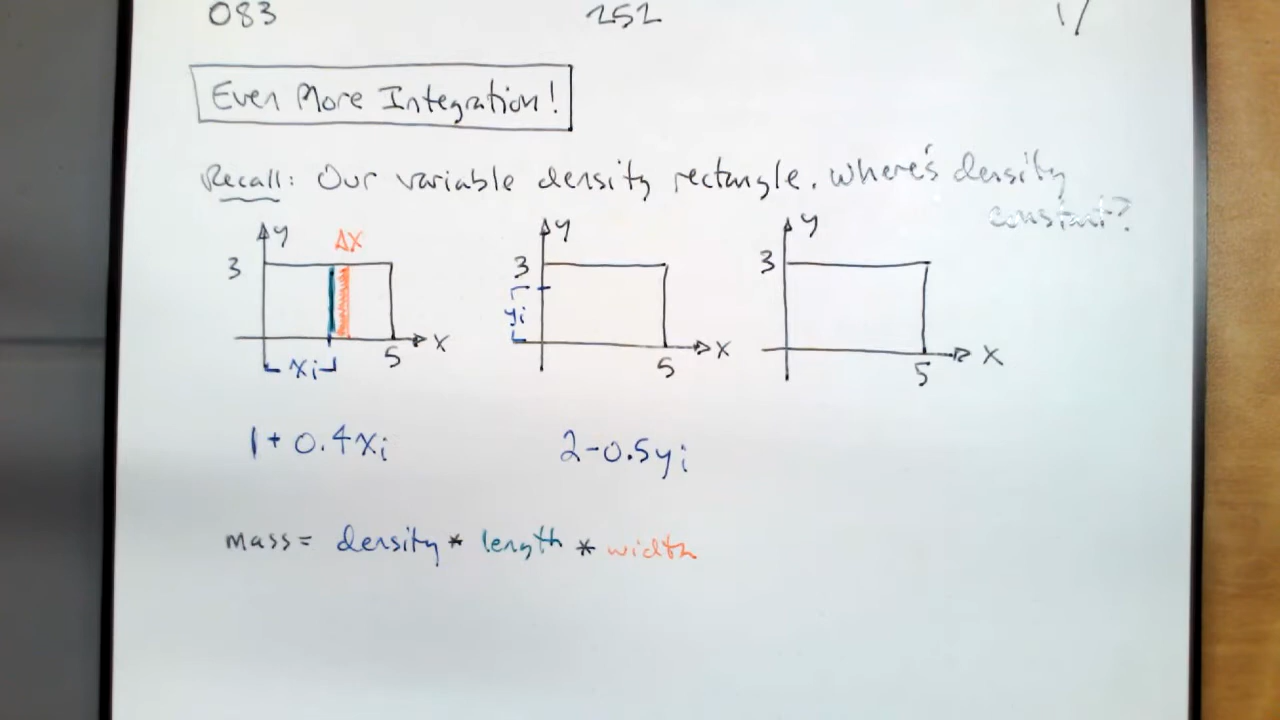 083 252 1/
Even More Integration!
Recall: Our variable density rectangle. Where's density
constant?
y Δx y y
3 3 3
yi
x x x
xi 5 5 5
1+0.4xi 2-0.5yi
mass = density * length * width